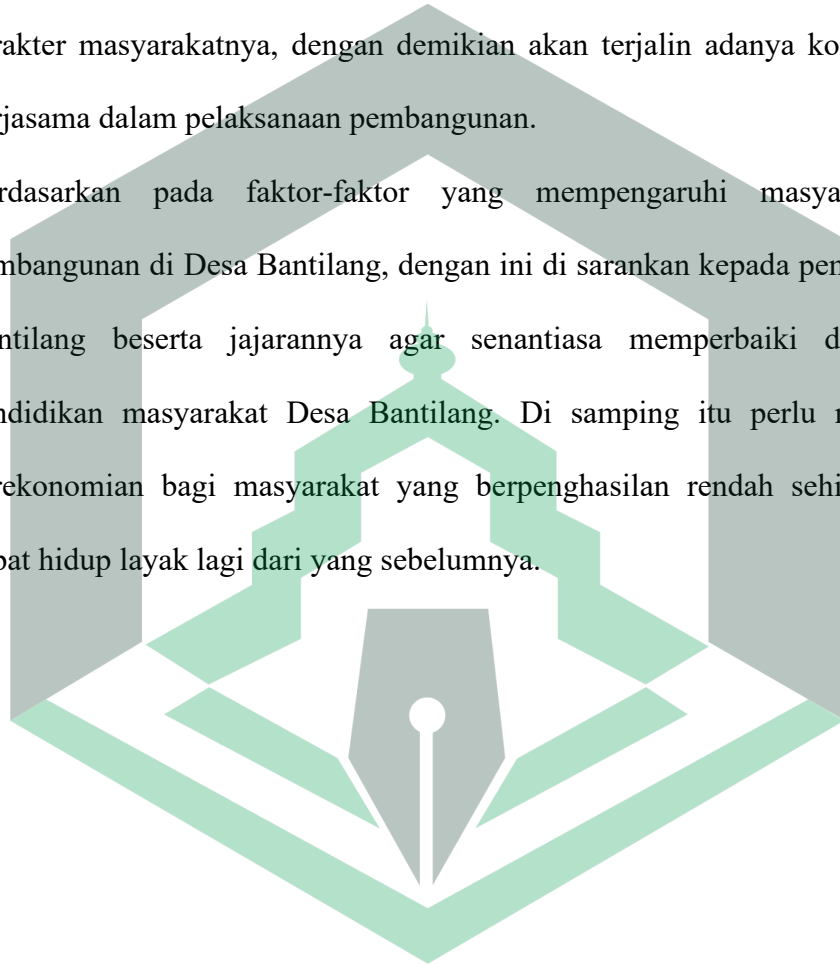 rakter masyarakatnya, dengan demikian akan terjalin adanya ko
rjasama dalam pelaksanaan pembangunan.
rdasarkan pada faktor-faktor yang mempengaruhi masya
mbangunan di Desa Bantilang, dengan ini di sarankan kepada pe
ntilang beserta jajarannya agar senantiasa memperbaiki d
ndidikan masyarakat Desa Bantilang. Di samping itu perlu
rekonomian bagi masyarakat yang berpenghasilan rendah sehi
pat hidup layak lagi dari yang sebelumnya.